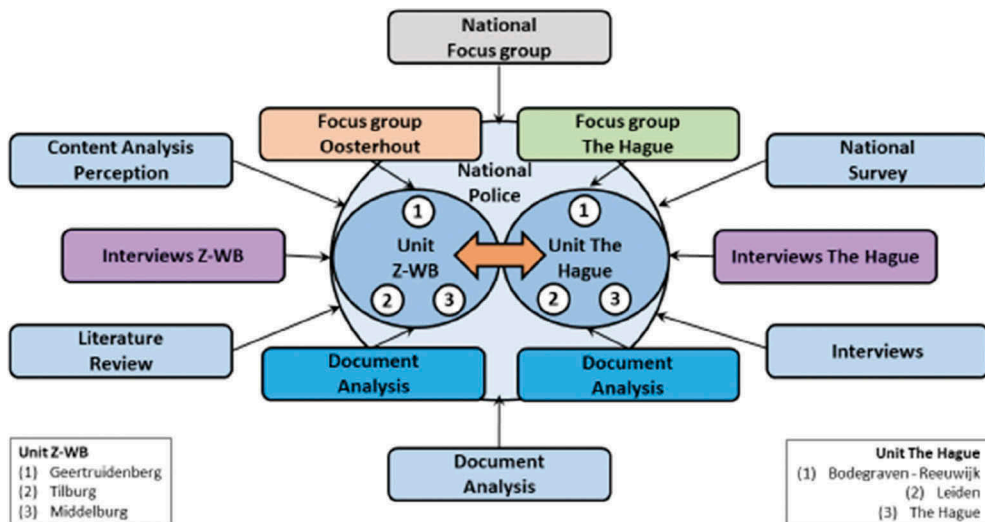 National
Focus group
Focus group
Oosterhout
Focus group
The Hague
Content Analysis
Perception
National
Police
National
Survey
1
1
Interviews Z-WB
Unit
Z-WB
Unit The
Hague
Interviews The Hague
2
3
2
3
Literature
Review
Document
Analysis
Document
Analysis
Interviews
Document
Analysis
Unit Z-WB
(1) Geertruidenberg
(2) Tilburg
(3) Middelburg
Unit The Hague
(1) Bodegraven - Reeuwijk
(2) Leiden
(3) The Hague